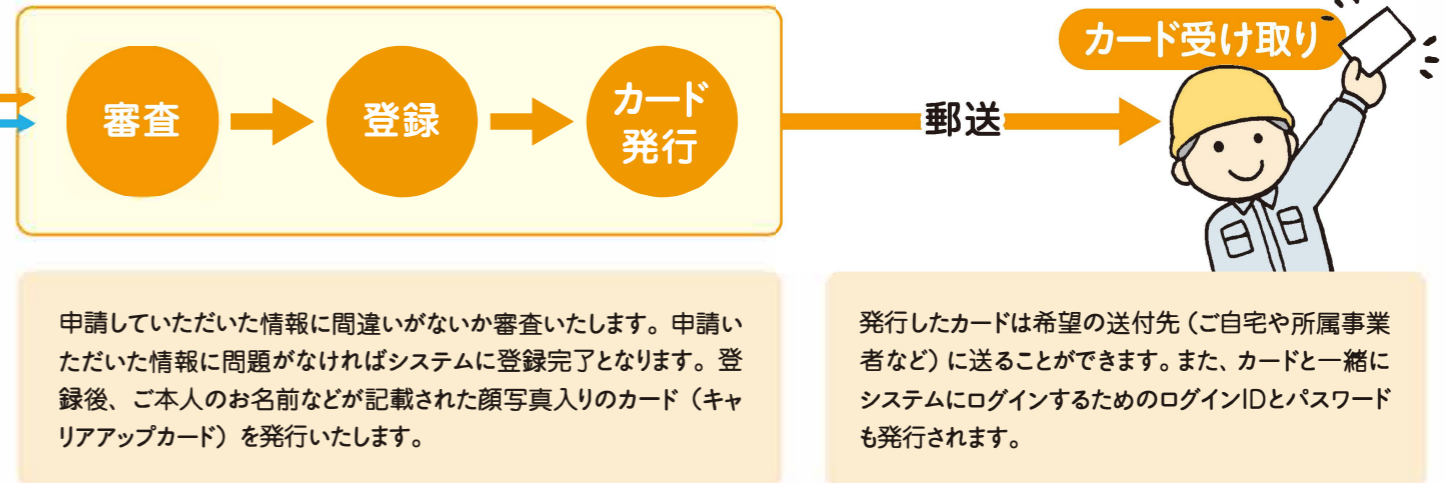 審査
登録
カード
発行
郵送
カード受け取り
申請していただいた情報に間違いがないか審査いたします。申請い
ただいた情報に問題がなければシステムに登録完了となります。登
録後、ご本人のお名前などが記載された顔写真入りのカード（キャ
リアアップカード）を発行いたします。
発行したカードは希望の送付先（ご自宅や所属事業
者など）に送ることができます。また、カードと一緒に
システムにログインするためのログインIDとパスワード
も発行されます。